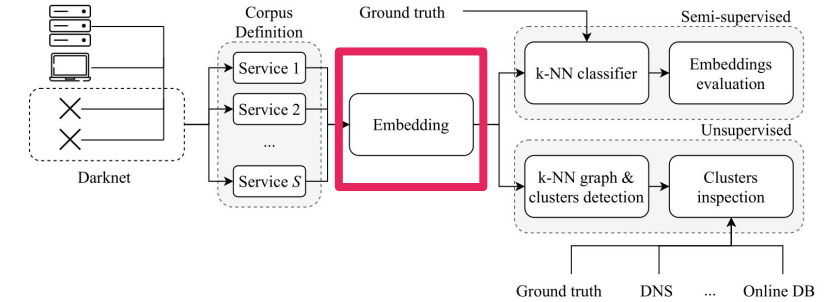 Corpus
Definition
Ground truth
Semi-supervised
Service 1
Service 2
...
Service S
Embedding
k-NN classifier
Embeddings
evaluation
Unsupervised
Darknet
k-NN graph &
clusters detection
Clusters
inspection
Ground truth
DNS
...
Online DB